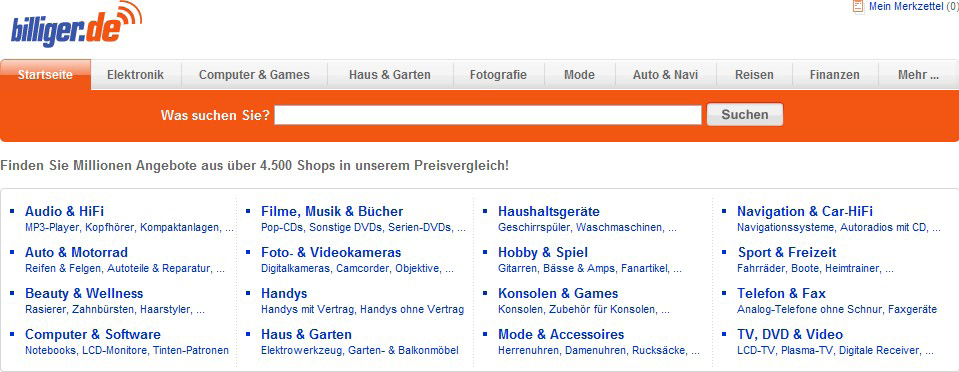 billiger.de
Mein Merkzettel (0)
Startseite Elektronik Computer & Games Haus & Garten Fotografie Mode Auto & Navi Reisen Finanzen Mehr ...
Was suchen Sie? Suchen
Finden Sie Millionen Angebote aus über 4.500 Shops in unserem Preisvergleich!
Audio & HiFi
MP3-Player, Kopfhörer, Kompaktanlagen, ...
Auto & Motorrad
Reifen & Felgen, Autoteile & Reparatur, ...
Beauty & Wellness
Rasierer, Zahnbürsten, Haarstyler, ...
Computer & Software
Notebooks, LCD-Monitore, Tinten-Patronen
Filme, Musik & Bücher
Pop-CDs, Sonstige DVDs, Serien-DVDs, ...
Foto- & Videokameras
Digitalkameras, Camcorder, Objektive, ...
Handys
Handys mit Vertrag, Handys ohne Vertrag
Haus & Garten
Elektrowerkzeug, Garten- & Balkonmöbel
Haushaltsgeräte
Geschirrspüler, Waschmaschinen, ...
Hobby & Spiel
Gitarren, Bässe & Amps, Fanartikel, ...
Konsolen & Games
Konsolen, Zubehör für Konsolen, ...
Mode & Accessoires
Herrenuhren, Damenuhren, Rucksäcke, ...
Navigation & Car-HiFi
Navigationssysteme, Autoradios mit CD, ...
Sport & Freizeit
Fahrräder, Boote, Heimtrainer, ...
Telefon & Fax
Analog-Telefone ohne Schnur, Faxgeräte
TV, DVD & Video
LCD-TV, Plasma-TV, Digitale Receiver, ...